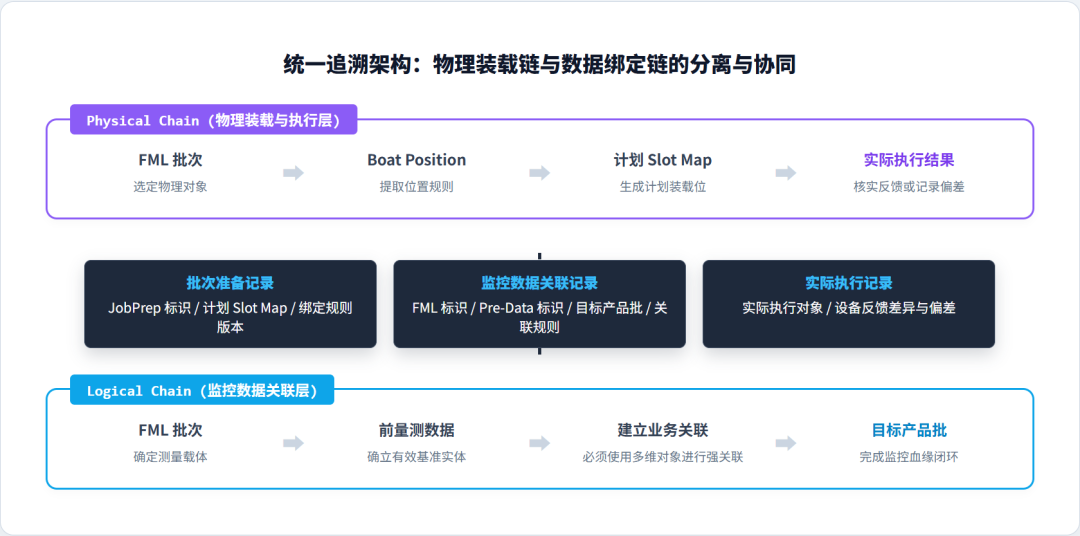 统一追溯架构：物理装载链与数据绑定链的分离与协同
Physical Chain (物理装载与执行层)
FML 批次
选定物理对象
Boat Position
提取位置规则
计划 Slot Map
生成计划装载位
实际执行结果
核实反馈或记录偏差
批次准备记录
JobPrep 标识 / 计划 Slot Map / 绑定规则
版本
监控数据关联记录
FML 标识 / Pre-Data 标识 / 目标产品批 / 关
联规则
实际执行记录
实际执行对象 / 设备反馈差异与偏差
Logical Chain (监控数据关联层)
FML 批次
确定测量载体
前量测数据
确立有效基准实体
建立业务关联
必须使用多维对象进行强关联
目标产品批
完成监控血缘闭环